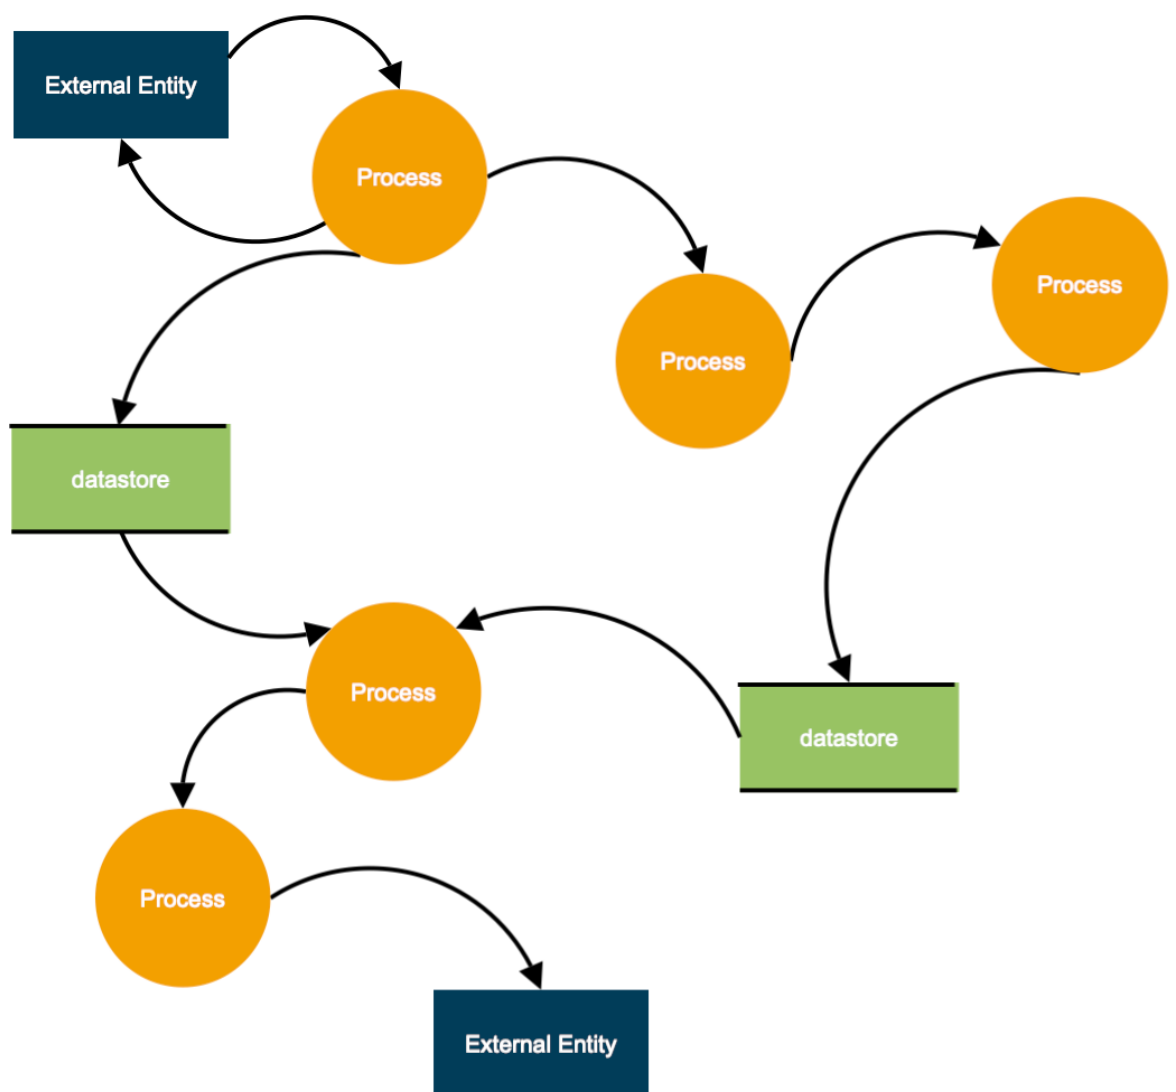 External Entity
Process
Process
Process
datastore
Process
datastore
Process
External Entity